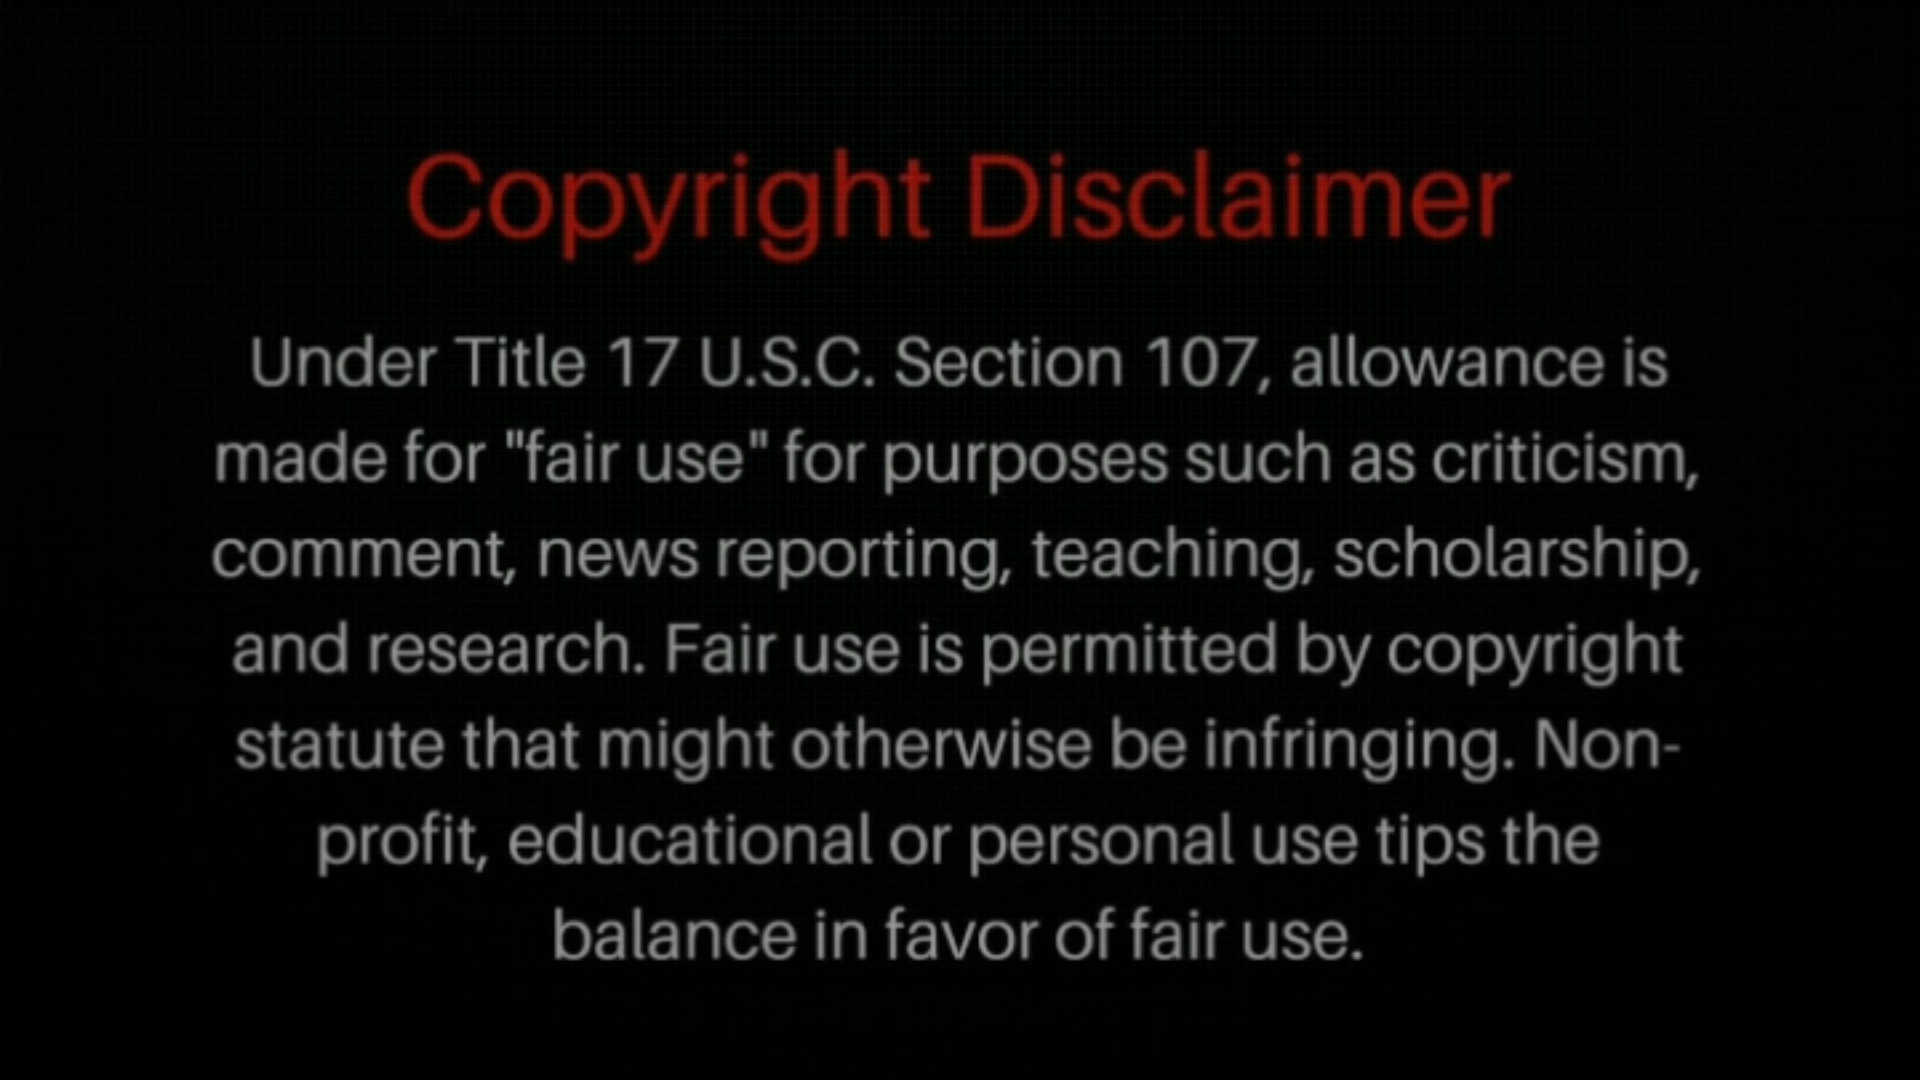 Copyright Disclaimer
Under Title 17 U.S.C. Section 107, allowance is
made for "fair use" for purposes such as criticism,
comment, news reporting, teaching, scholarship,
and research. Fair use is permitted by copyright
statute that might otherwise be infringing. Non-
profit, educational or personal use tips the
balance in favor of fair use.